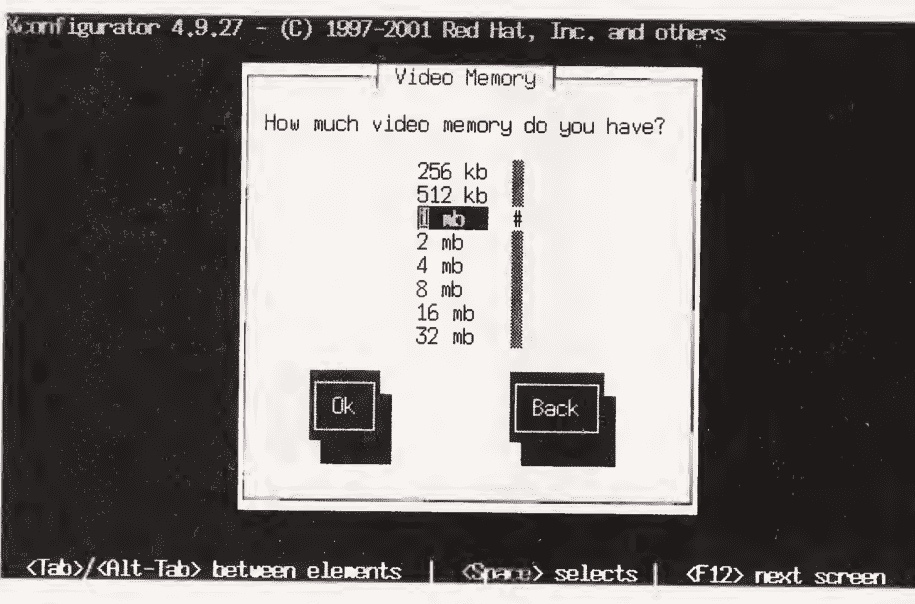 Xconfigurator 4.9.27 - (C) 1997-2001 Red Hat, Inc. and others
Video Memory
How much video memory do you have?
256 kb
512 kb
1 mb #
2 mb
4 mb
8 mb
16 mb
32 mb
Ok Back
<Tab>/<Alt-Tab> between elements | <Space> selects | <F12> next screen